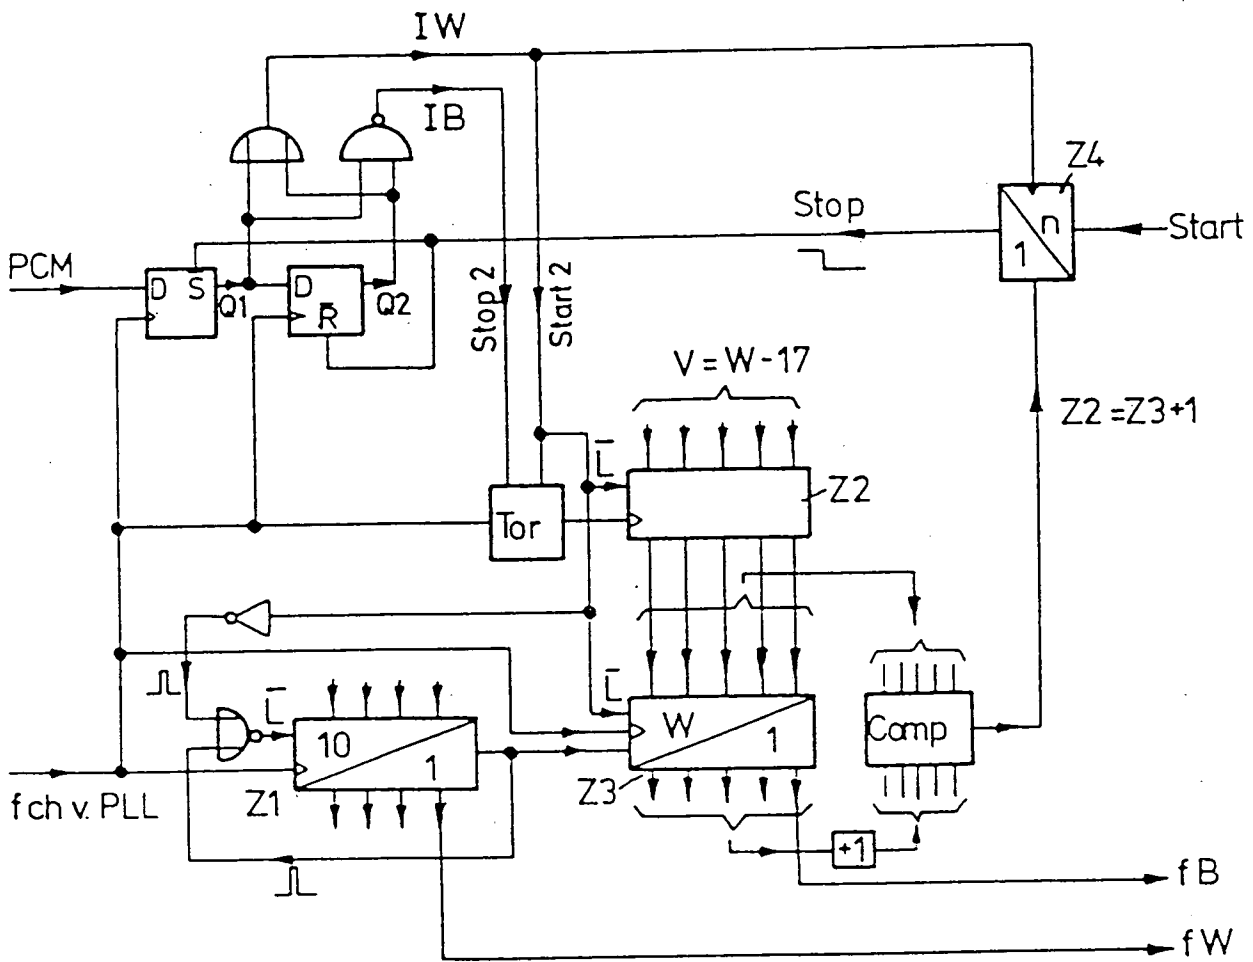 IW
IB
Z4
n
1
Start
Stop
PCM
D S
Q1
D
R̅
Q2
Stop 2
Start 2
V = W - 17
Z2 = Z3 + 1
L̅
Z2
Tor
L̅
W
1
Comp
L̅
10
1
Z3
f ch v. PLL
Z1
+1
f B
f W